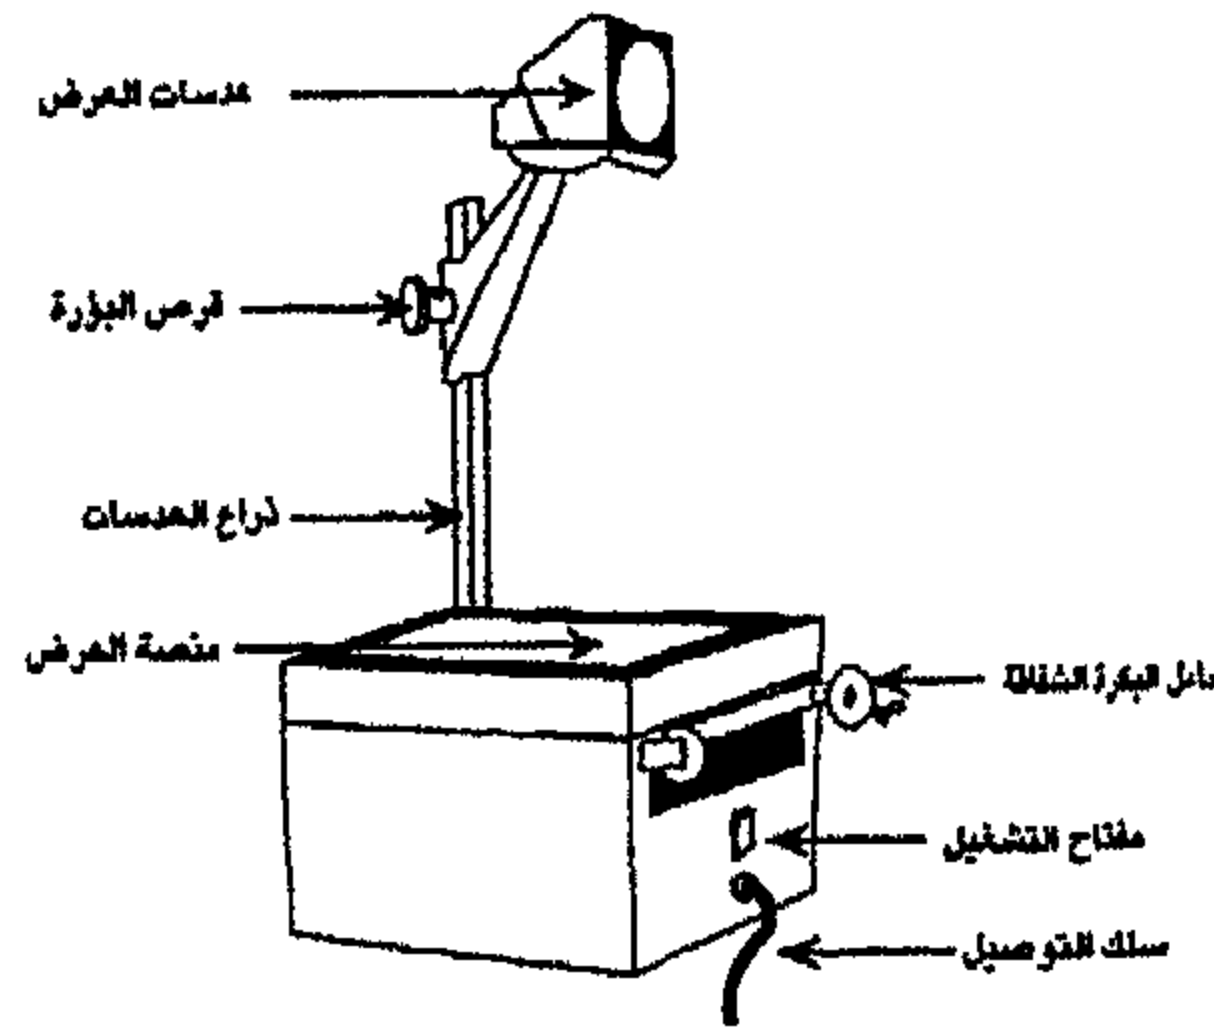 عدسات العرض
قرص البؤرة
ذراع العدسات
منصة العرض
البكرة الشفافة
مفتاح التشغيل
سلك التوصيل